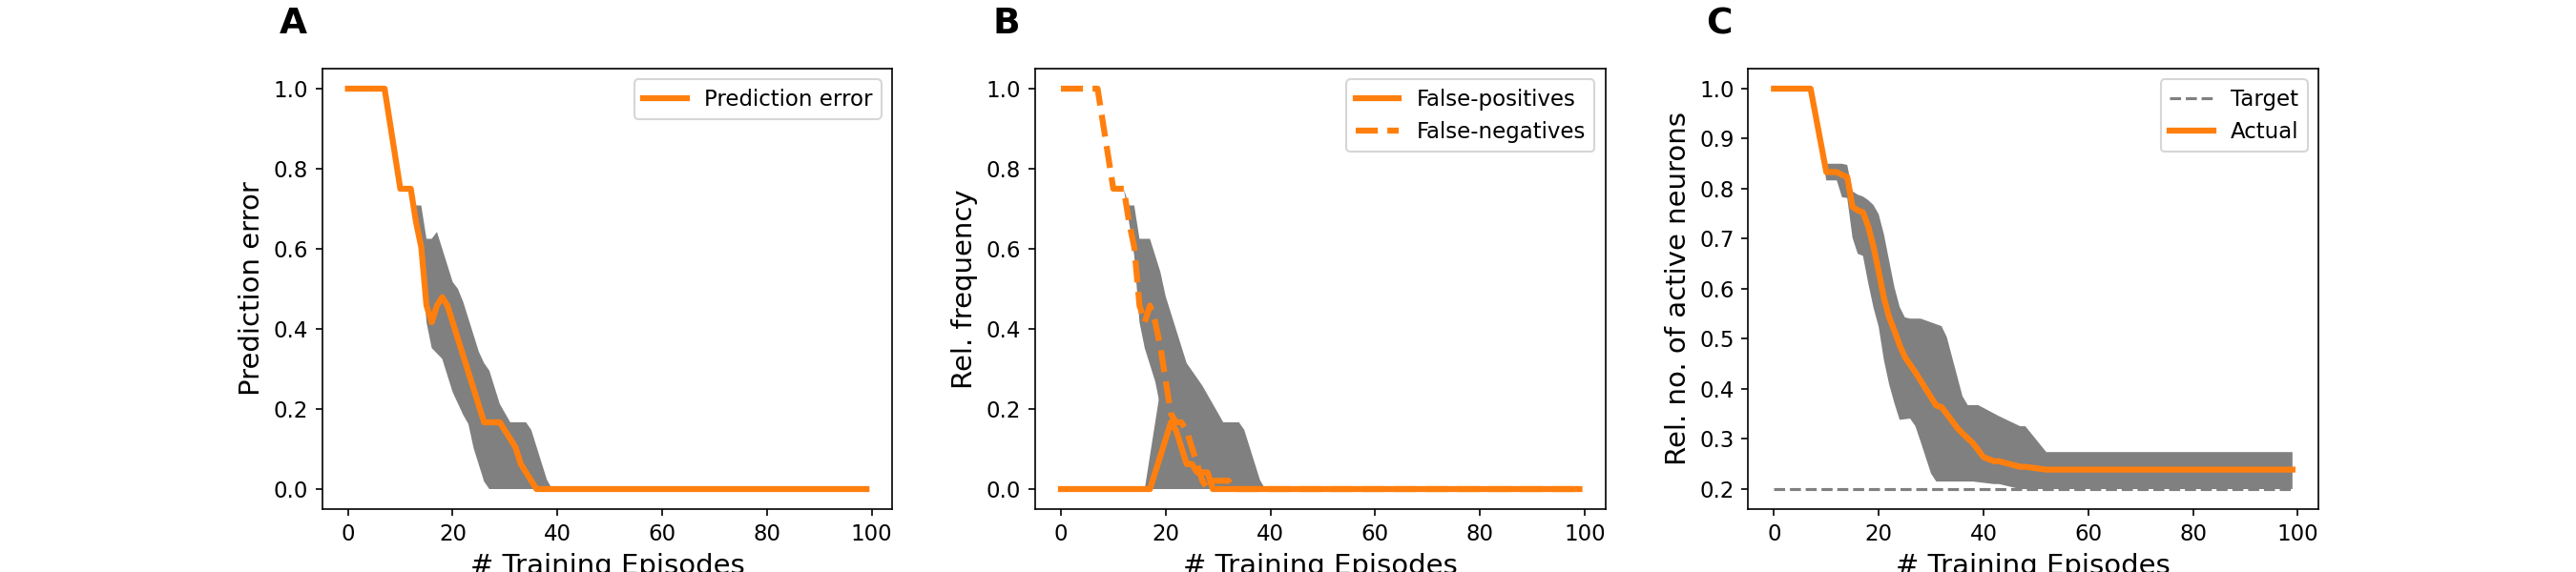 A
Prediction error
1.0
0.8
0.6
0.4
0.2
0.0
Prediction error
0
20
40
60
80
100
# Training Episodes
B
False-positives
False-negatives
1.0
0.8
0.6
0.4
0.2
0.0
Rel. frequency
0
20
40
60
80
100
# Training Episodes
C
Target
Actual
1.0
0.9
0.8
0.7
0.6
0.5
0.4
0.3
0.2
Rel. no. of active neurons
0
20
40
60
80
100
# Training Episodes